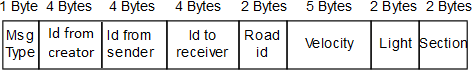 1 Byte 4 Bytes 4 Bytes 4 Bytes 2 Bytes 5 Bytes 2 Bytes 2 Bytes
Msg Type
Id from creator
Id from sender
Id to receiver
Road id
Velocity
Light
Section